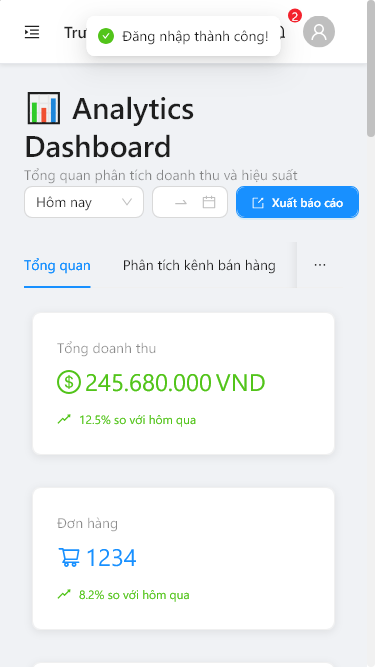 2
Đăng nhập thành công!
Analytics
Dashboard
Tổng quan phân tích doanh thu và hiệu suất
Hôm nay
Xuất báo cáo
Tổng quan
Phân tích kênh bán hàng
...
Tổng doanh thu
245.680.000 VND
12.5% so với hôm qua
Đơn hàng
1234
8.2% so với hôm qua